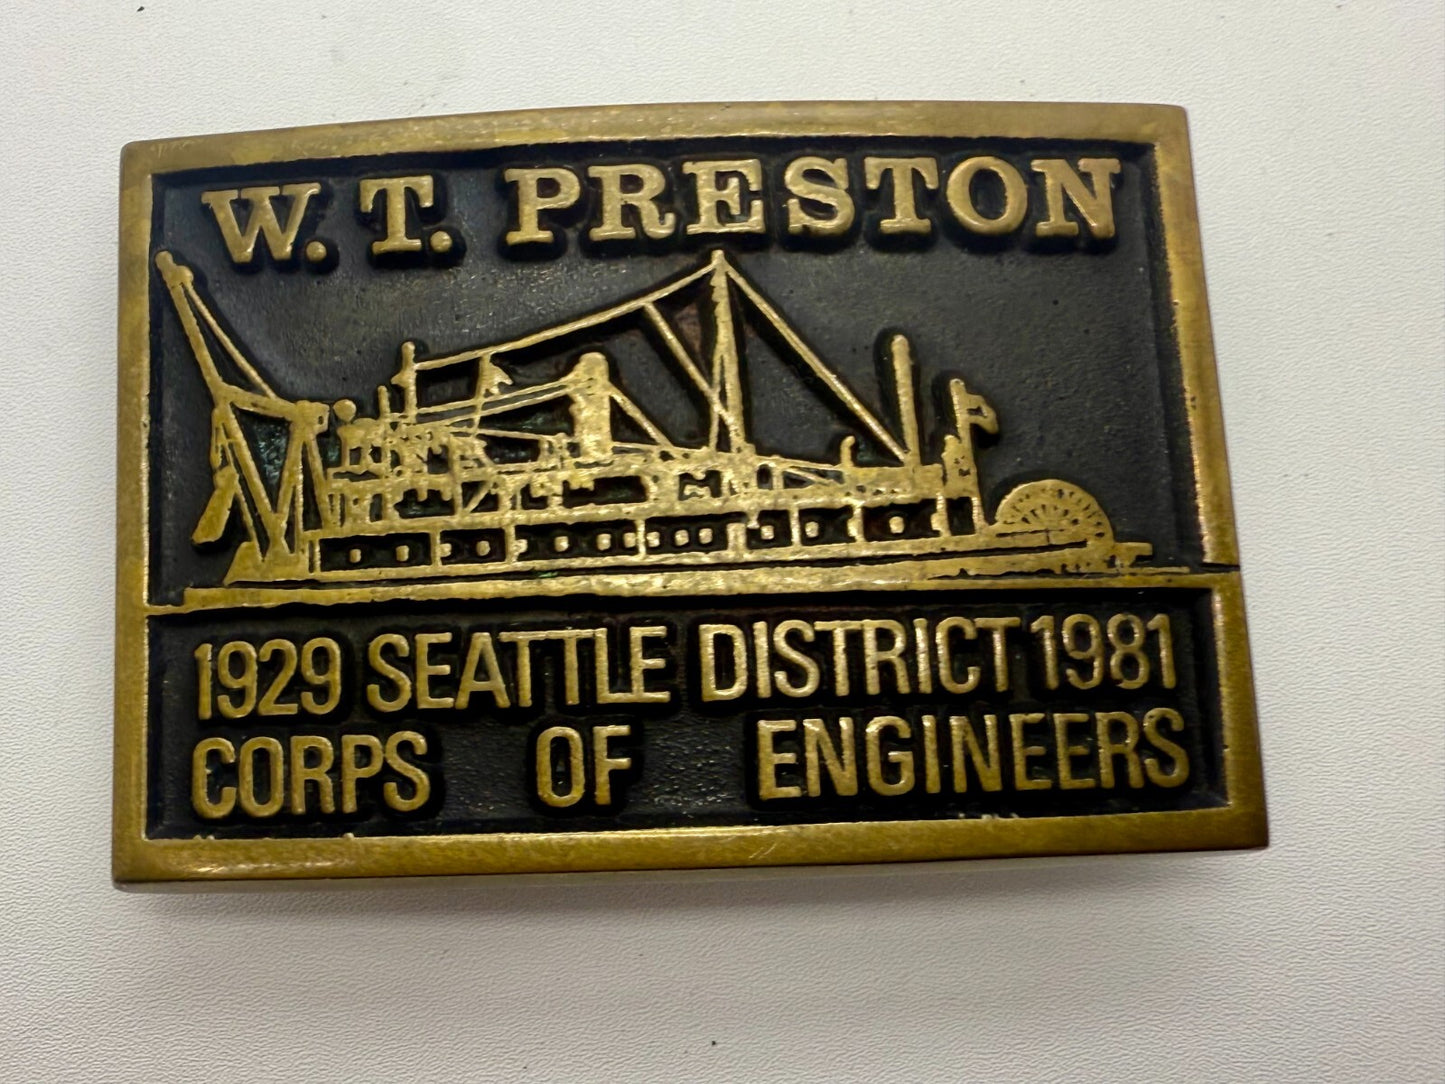 W. T. PRESTON
1929 SEATTLE DISTRICT 1981
CORPS OF ENGINEERS